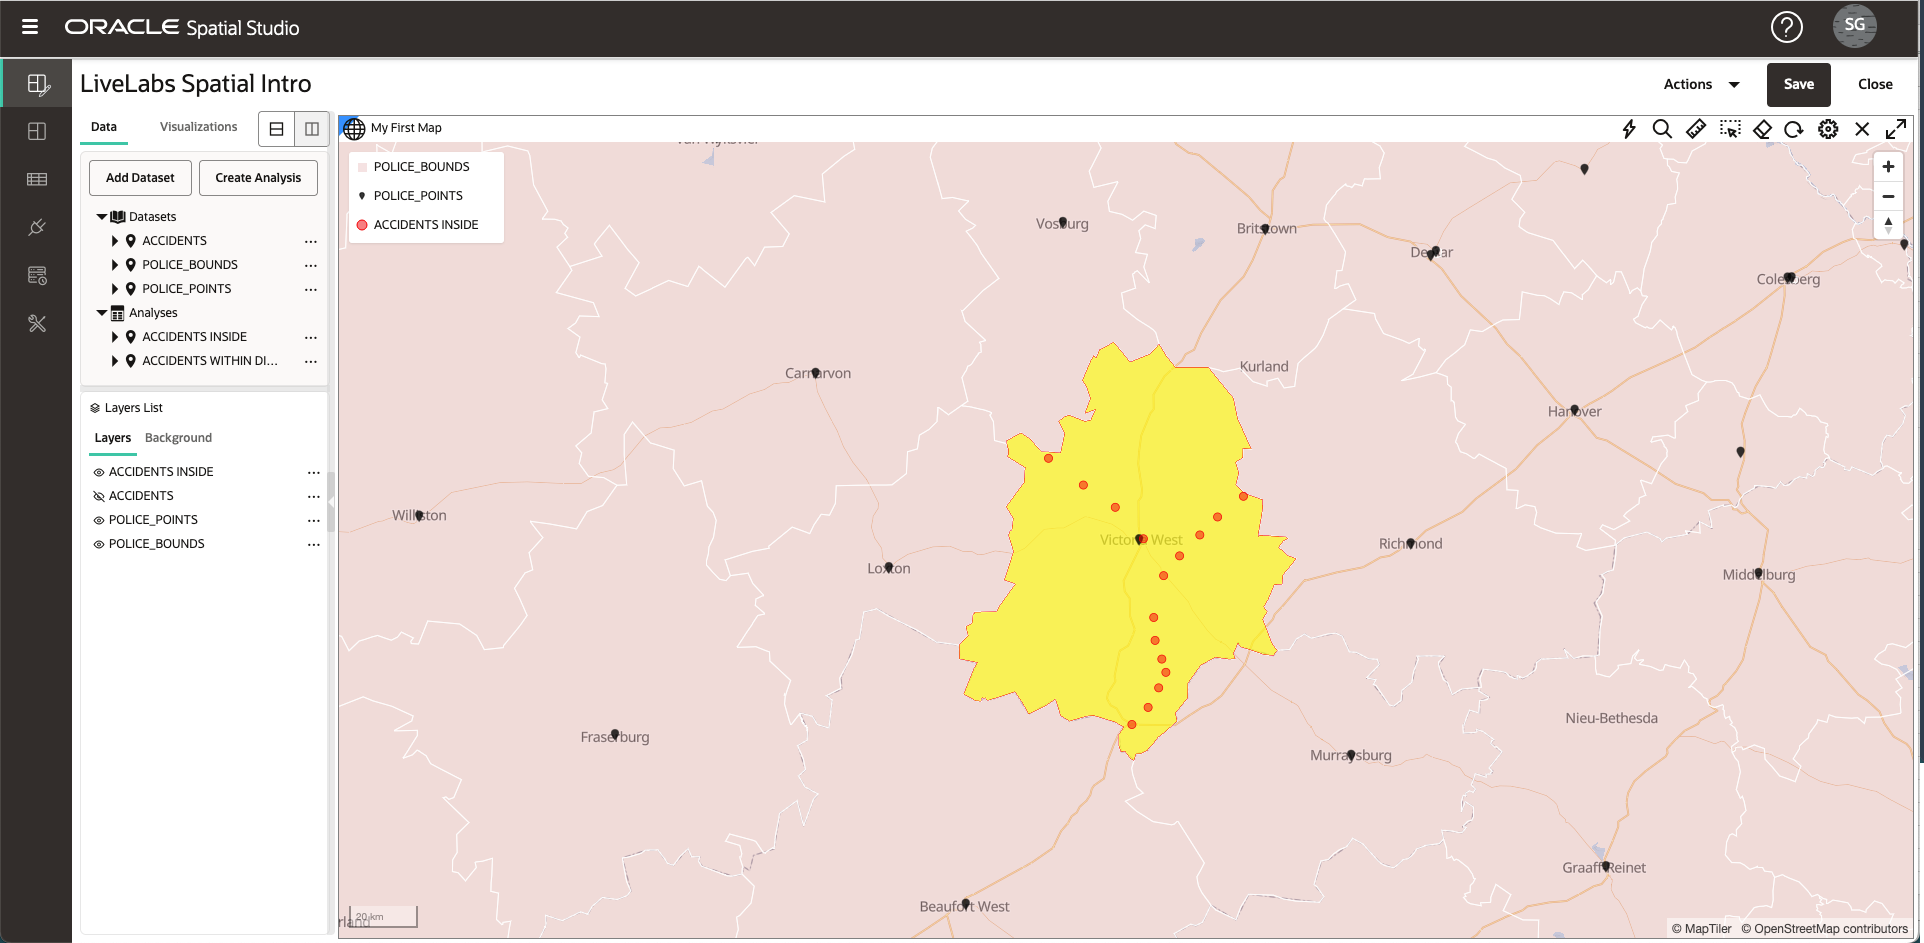 ORACLE Spatial Studio
?
SG
LiveLabs Spatial Intro
Actions
Save
Close
Data
Visualizations
My First Map
Add Dataset
Create Analysis
Datasets
ACCIDENTS
POLICE_BOUNDS
POLICE_POINTS
Analyses
ACCIDENTS INSIDE
ACCIDENTS WITHIN DI...
Layers List
Layers
Background
ACCIDENTS INSIDE
ACCIDENTS
POLICE_POINTS
POLICE_BOUNDS
POLICE_BOUNDS
POLICE_POINTS
ACCIDENTS INSIDE
Vosburg
Britstown
De Aar
Colesberg
Kurland
Carnarvon
Hanover
Williston
Victoria West
Richmond
Loxton
Middelburg
Nieu-Bethesda
Fraserburg
Murraysburg
Graaff-Reinet
Beaufort West
20 km
© MapTiler © OpenStreetMap contributors